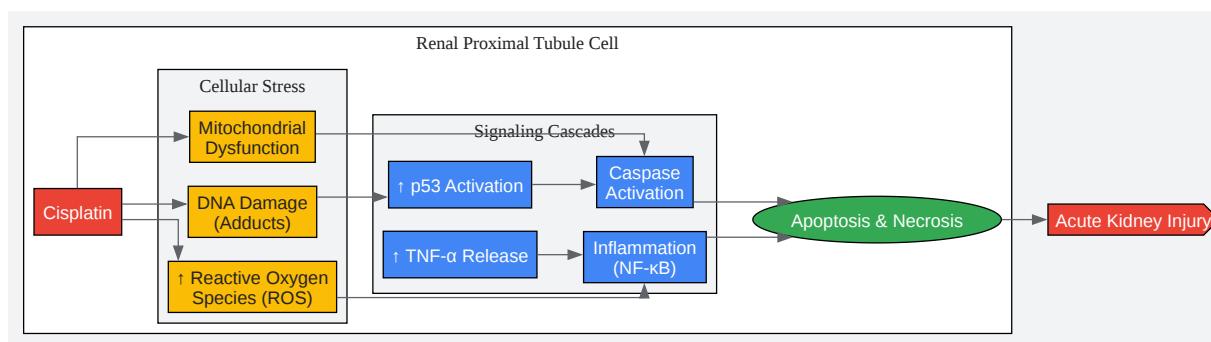 Renal Proximal Tubule Cell
Cellular Stress
Mitochondrial
Dysfunction
Signaling Cascades
↑ p53 Activation
Caspase
Activation
Cisplatin
DNA Damage
(Adducts)
Apoptosis & Necrosis
Acute Kidney Injury
↑ TNF-α Release
Inflammation
(NF-κB)
↑ Reactive Oxygen
Species (ROS)